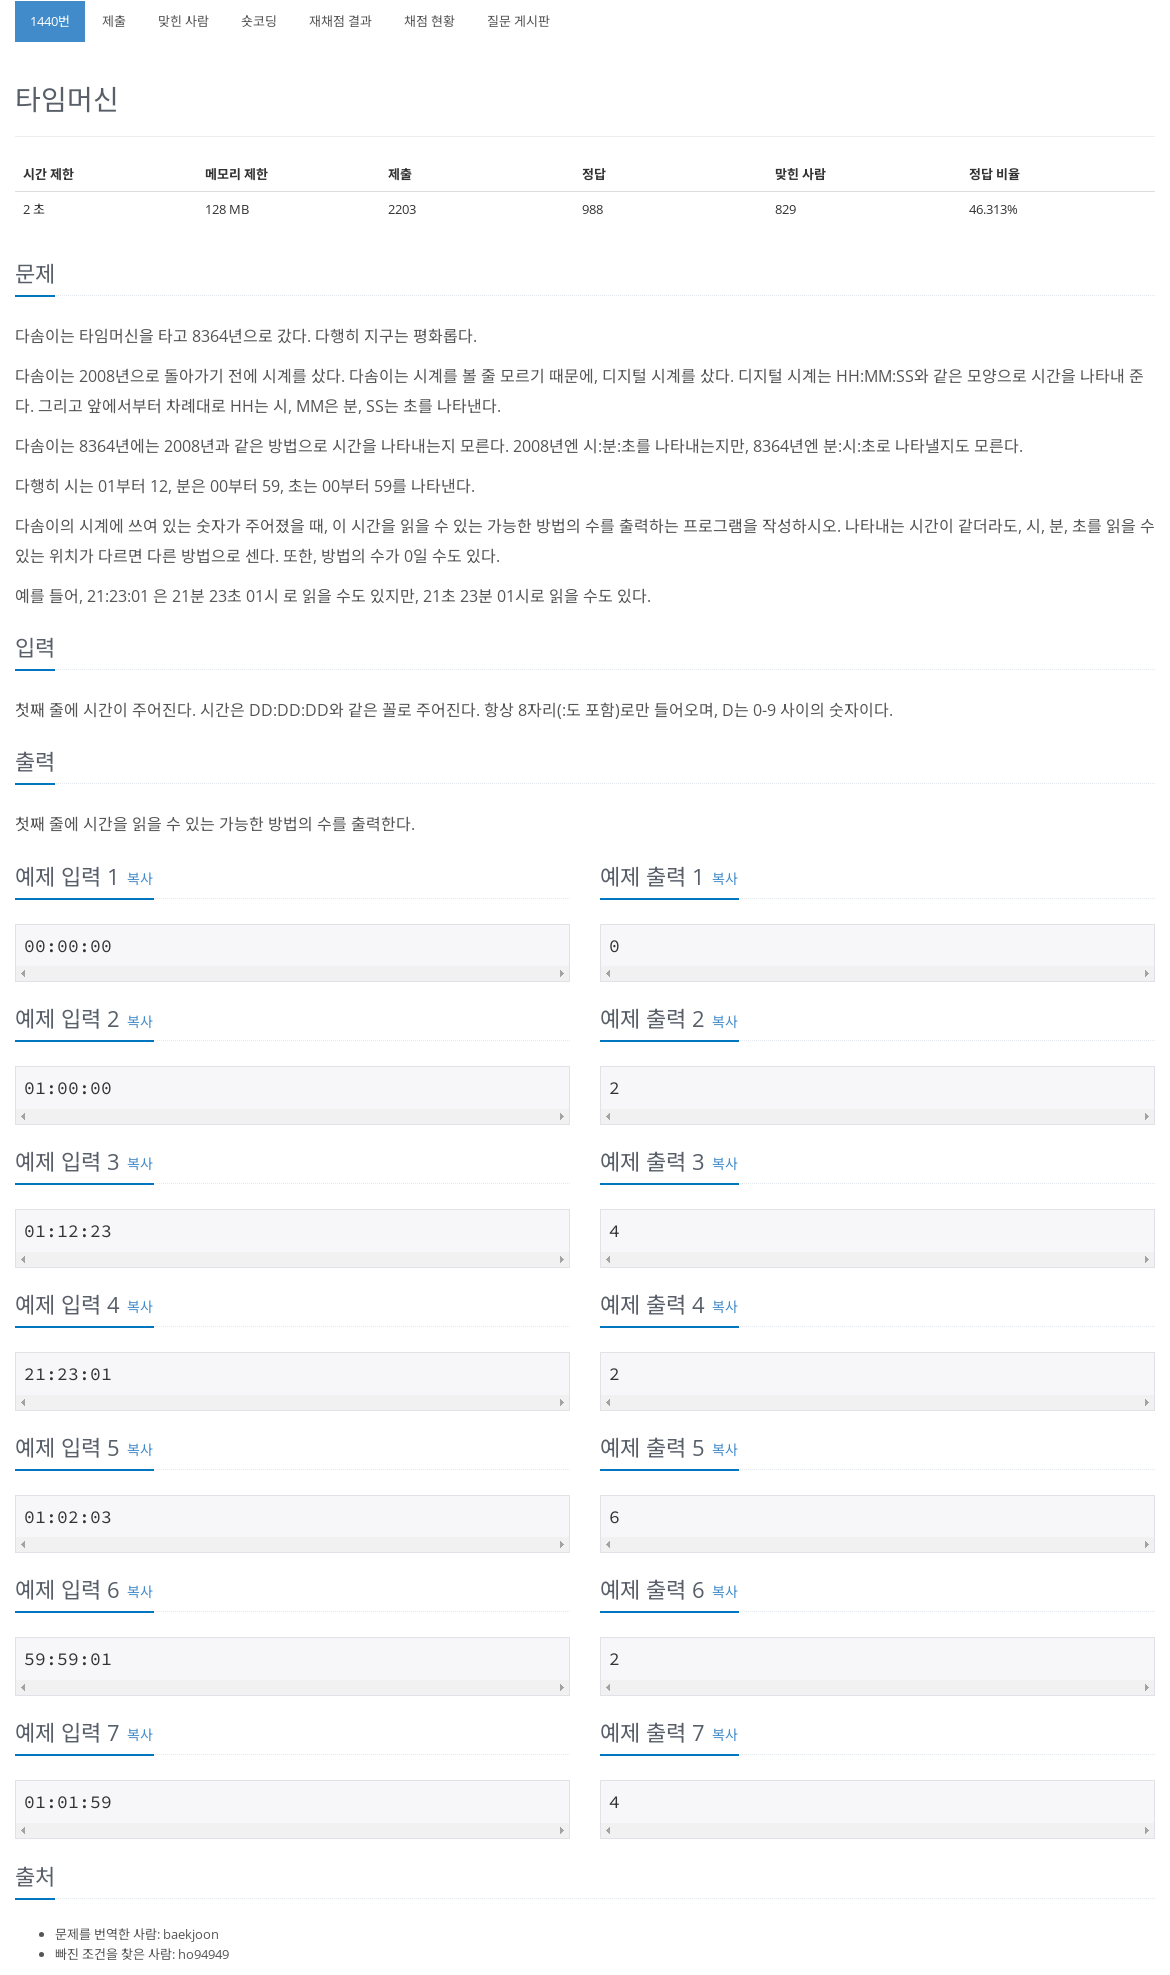 1440번 제출 맞힌 사람 숏코딩 재채점 결과 채점 현황 질문 게시판
타임머신
시간 제한 메모리 제한 제출 정답 맞힌 사람 정답 비율
2 초 128 MB 2203 988 829 46.313%
문제
다솜이는 타임머신을 타고 8364년으로 갔다. 다행히 지구는 평화롭다.
다솜이는 2008년으로 돌아가기 전에 시계를 샀다. 다솜이는 시계를 볼 줄 모르기 때문에, 디지털 시계를 샀다. 디지털 시계는 HH:MM:SS와 같은 모양으로 시간을 나타내 준
다. 그리고 앞에서부터 차례대로 HH는 시, MM은 분, SS는 초를 나타낸다.
다솜이는 8364년에는 2008년과 같은 방법으로 시간을 나타내는지 모른다. 2008년엔 시:분:초를 나타내는지만, 8364년엔 분:시:초로 나타낼지도 모른다.
다행히 시는 01부터 12, 분은 00부터 59, 초는 00부터 59를 나타낸다.
다솜이의 시계에 쓰여 있는 숫자가 주어졌을 때, 이 시간을 읽을 수 있는 가능한 방법의 수를 출력하는 프로그램을 작성하시오. 나타내는 시간이 같더라도, 시, 분, 초를 읽을 수
있는 위치가 다르면 다른 방법으로 센다. 또한, 방법의 수가 0일 수도 있다.
예를 들어, 21:23:01 은 21분 23초 01시 로 읽을 수도 있지만, 21초 23분 01시로 읽을 수도 있다.
입력
첫째 줄에 시간이 주어진다. 시간은 DD:DD:DD와 같은 꼴로 주어진다. 항상 8자리(:도 포함)로만 들어오며, D는 0-9 사이의 숫자이다.
출력
첫째 줄에 시간을 읽을 수 있는 가능한 방법의 수를 출력한다.
예제 입력 1 복사 예제 출력 1 복사
00:00:00 0
예제 입력 2 복사 예제 출력 2 복사
01:00:00 2
예제 입력 3 복사 예제 출력 3 복사
01:12:23 4
예제 입력 4 복사 예제 출력 4 복사
21:23:01 2
예제 입력 5 복사 예제 출력 5 복사
01:02:03 6
예제 입력 6 복사 예제 출력 6 복사
59:59:01 2
예제 입력 7 복사 예제 출력 7 복사
01:01:59 4
출처
문제를 번역한 사람: baekjoon
빠진 조건을 찾은 사람: ho94949